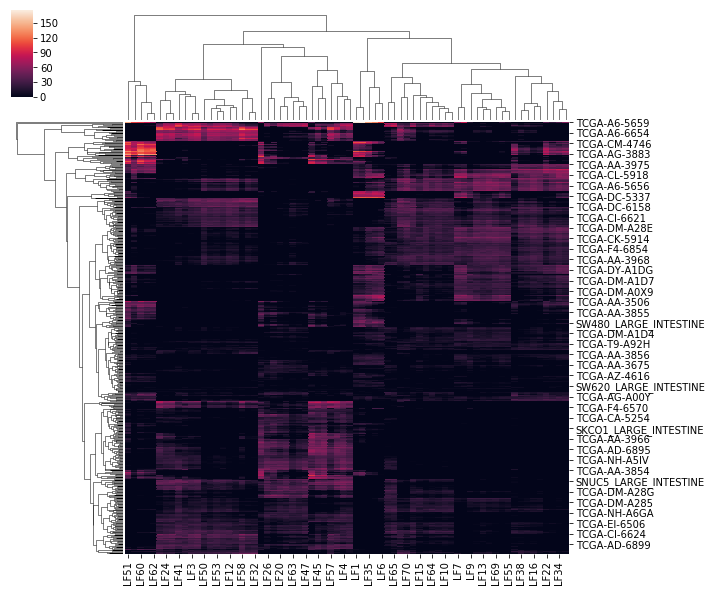 150
120
90
60
30
0
TCGA-A6-5659
TCGA-A6-6654
TCGA-CM-4746
TCGA-AG-3883
TCGA-AA-3975
TCGA-CL-5918
TCGA-A6-5656
TCGA-DC-5337
TCGA-DC-6158
TCGA-CI-6621
TCGA-DM-A28E
TCGA-CK-5914
TCGA-F4-6854
TCGA-AA-3968
TCGA-DY-A1DG
TCGA-DM-A1D7
TCGA-DM-A0X9
TCGA-AA-3506
TCGA-AA-3855
SW480_LARGE_INTESTINE
TCGA-DM-A1D4
TCGA-T9-A92H
TCGA-AA-3856
TCGA-AA-3675
TCGA-AZ-4616
SW620_LARGE_INTESTINE
TCGA-AG-A00Y
TCGA-F4-6570
TCGA-CA-5254
SKCO1_LARGE_INTESTINE
TCGA-AA-3966
TCGA-AD-6895
TCGA-NH-A5IV
TCGA-AA-3854
SNUC5_LARGE_INTESTINE
TCGA-DM-A28G
TCGA-DM-A285
TCGA-NH-A6GA
TCGA-EI-6506
TCGA-CI-6624
TCGA-AD-6899
LF51
LF60
LF62
LF24
LF41
LF3
LF50
LF53
LF12
LF58
LF32
LF26
LF20
LF63
LF47
LF45
LF57
LF4
LF1
LF35
LF6
LF65
LF70
LF15
LF64
LF10
LF7
LF9
LF13
LF69
LF55
LF38
LF16
LF22
LF34